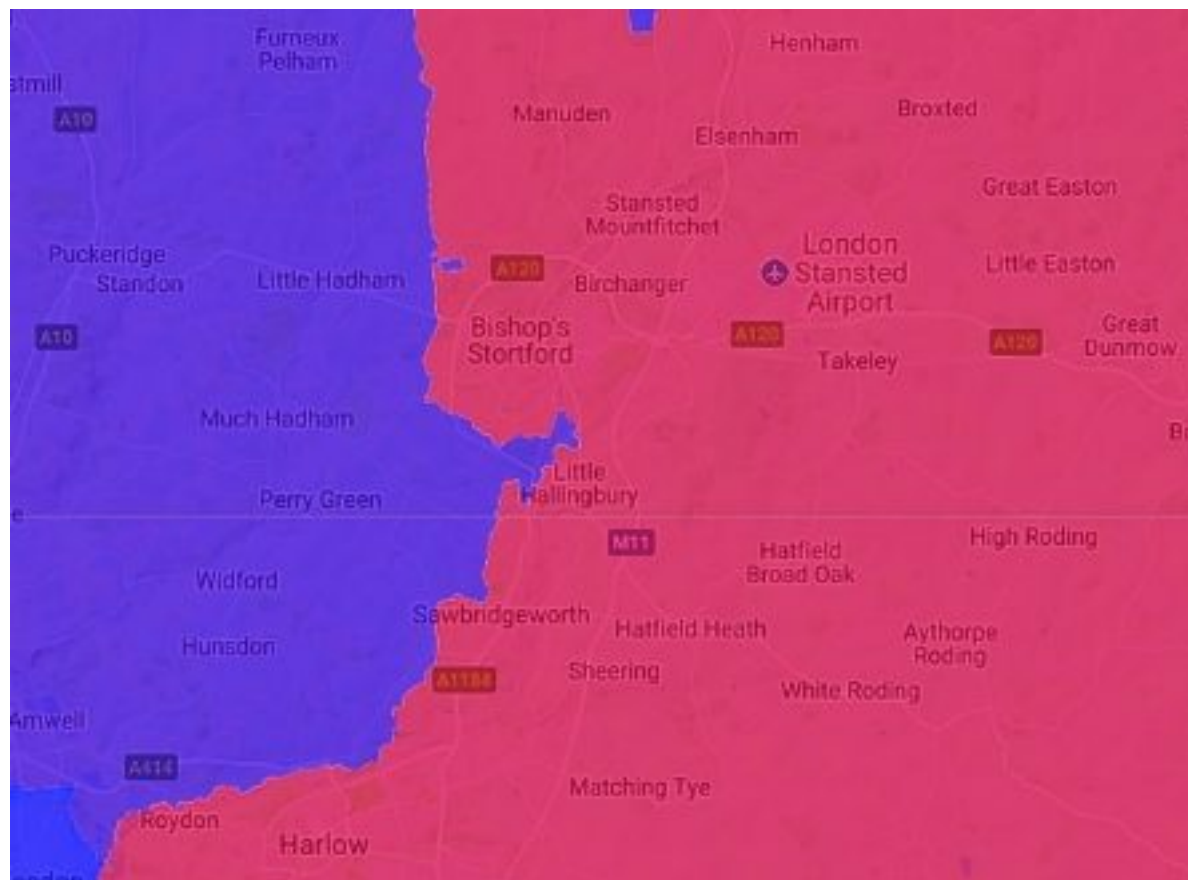 Furneux
Pelham
Henham
stmill
A10
Manuden
Broxted
Elsenham
Great Easton
Stansted
Mountfitchet
London
Stansted
Airport
Puckeridge
Standon
Little Hadham
A120
Birchanger
Little Easton
A10
Bishop's
Stortford
A120
Takeley
A120
Great
Dunmow
Much Hadham
Little
Hallingbury
Perry Green
e
M11
High Roding
Hatfield
Broad Oak
Widford
Sawbridgeworth
Hatfield Heath
Aythorpe
Roding
Hunsdon
Sheering
A1184
White Roding
Amwell
A414
Matching Tye
Roydon
Harlow